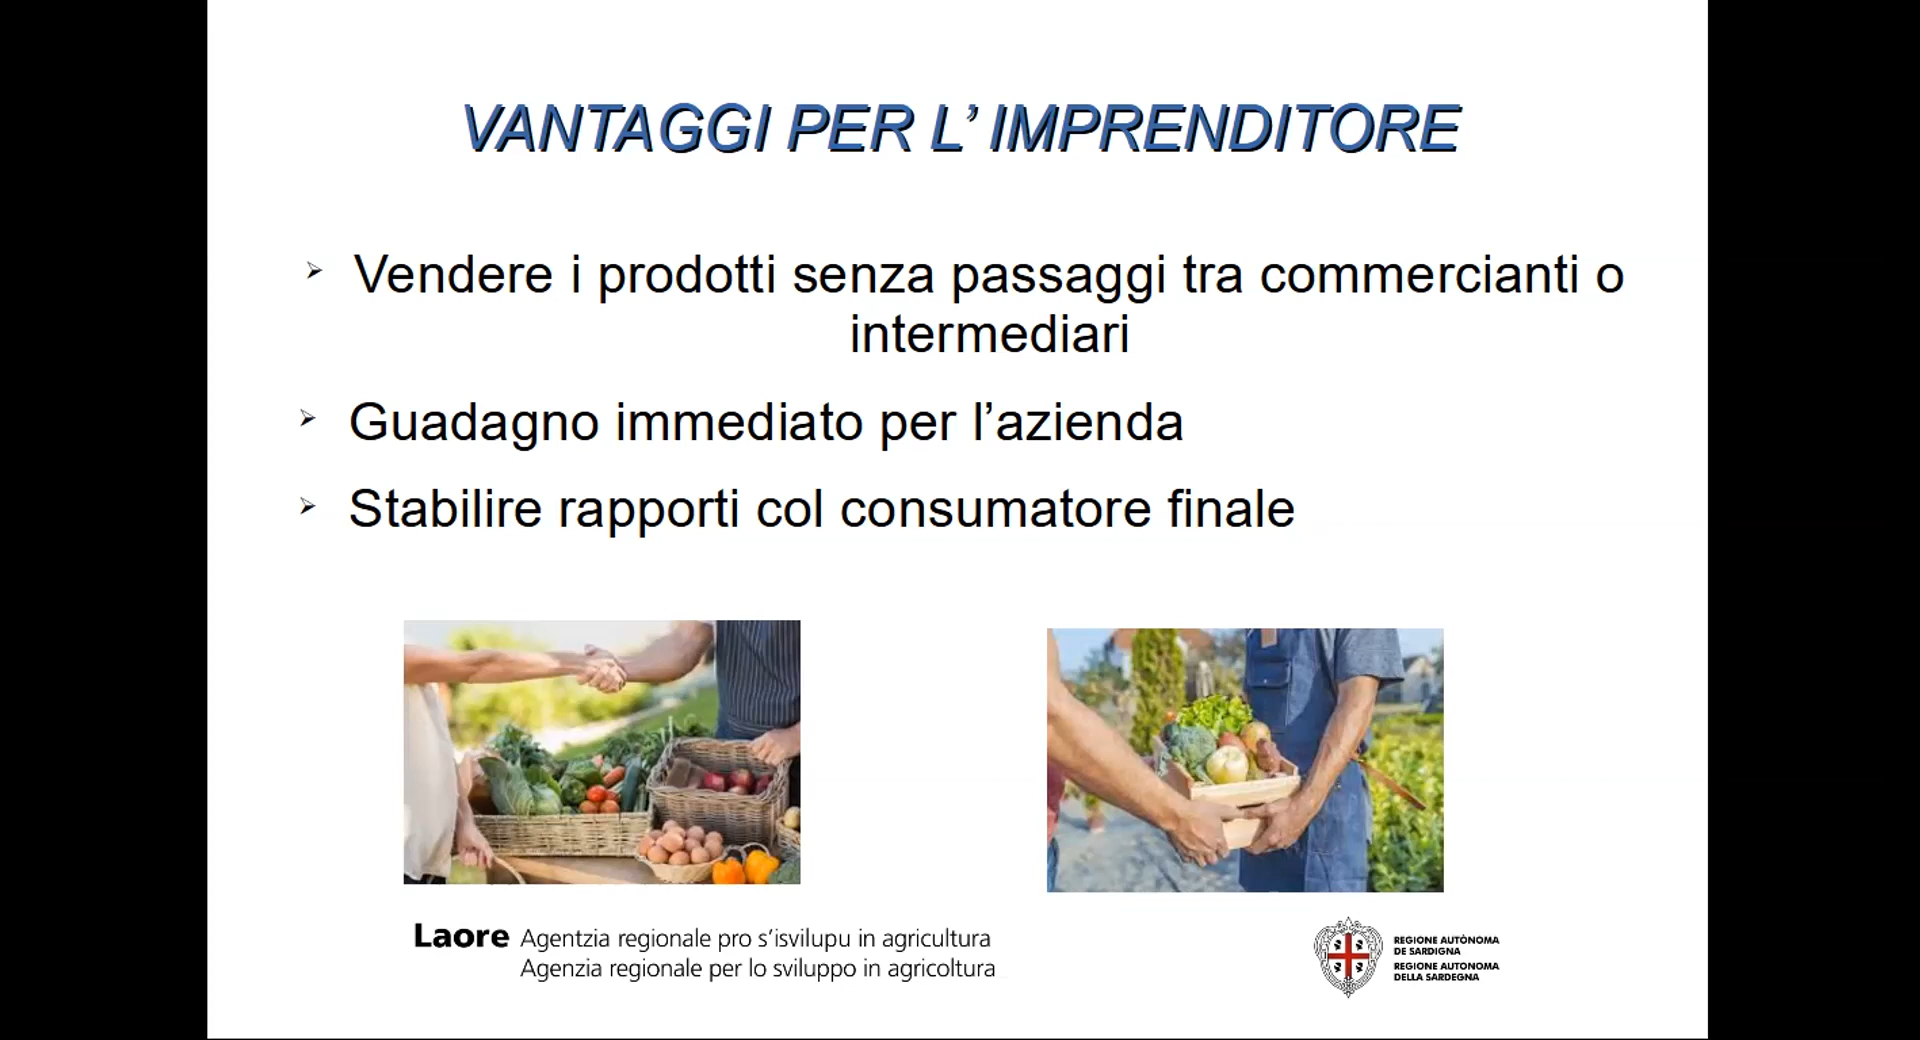 VANTAGGI PER L’ IMPRENDITORE
➢ Vendere i prodotti senza passaggi tra commercianti o
intermediari
➢ Guadagno immediato per l’azienda
➢ Stabilire rapporti col consumatore finale
Laore Agentzia regionale pro s’isvilupu in agricultura
Agenzia regionale per lo sviluppo in agricoltura
REGIONE AUTÒNOMA
DE SARDIGNA
REGIONE AUTONOMA
DELLA SARDEGNA